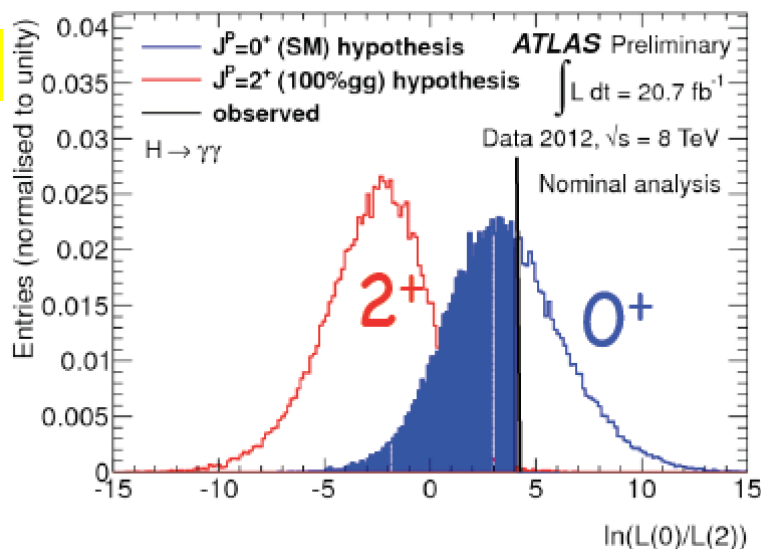 0.04
0.035
0.03
0.025
0.02
0.015
0.01
0.005
0
Entries (normalised to unity)
J^P=0^+ (SM) hypothesis
J^P=2^+ (100%gg) hypothesis
observed
H → γγ
ATLAS Preliminary
∫L dt = 20.7 fb^-1
Data 2012, √s = 8 TeV
Nominal analysis
2^+
0^+
-15 -10 -5 0 5 10 15
ln(L(0)/L(2))